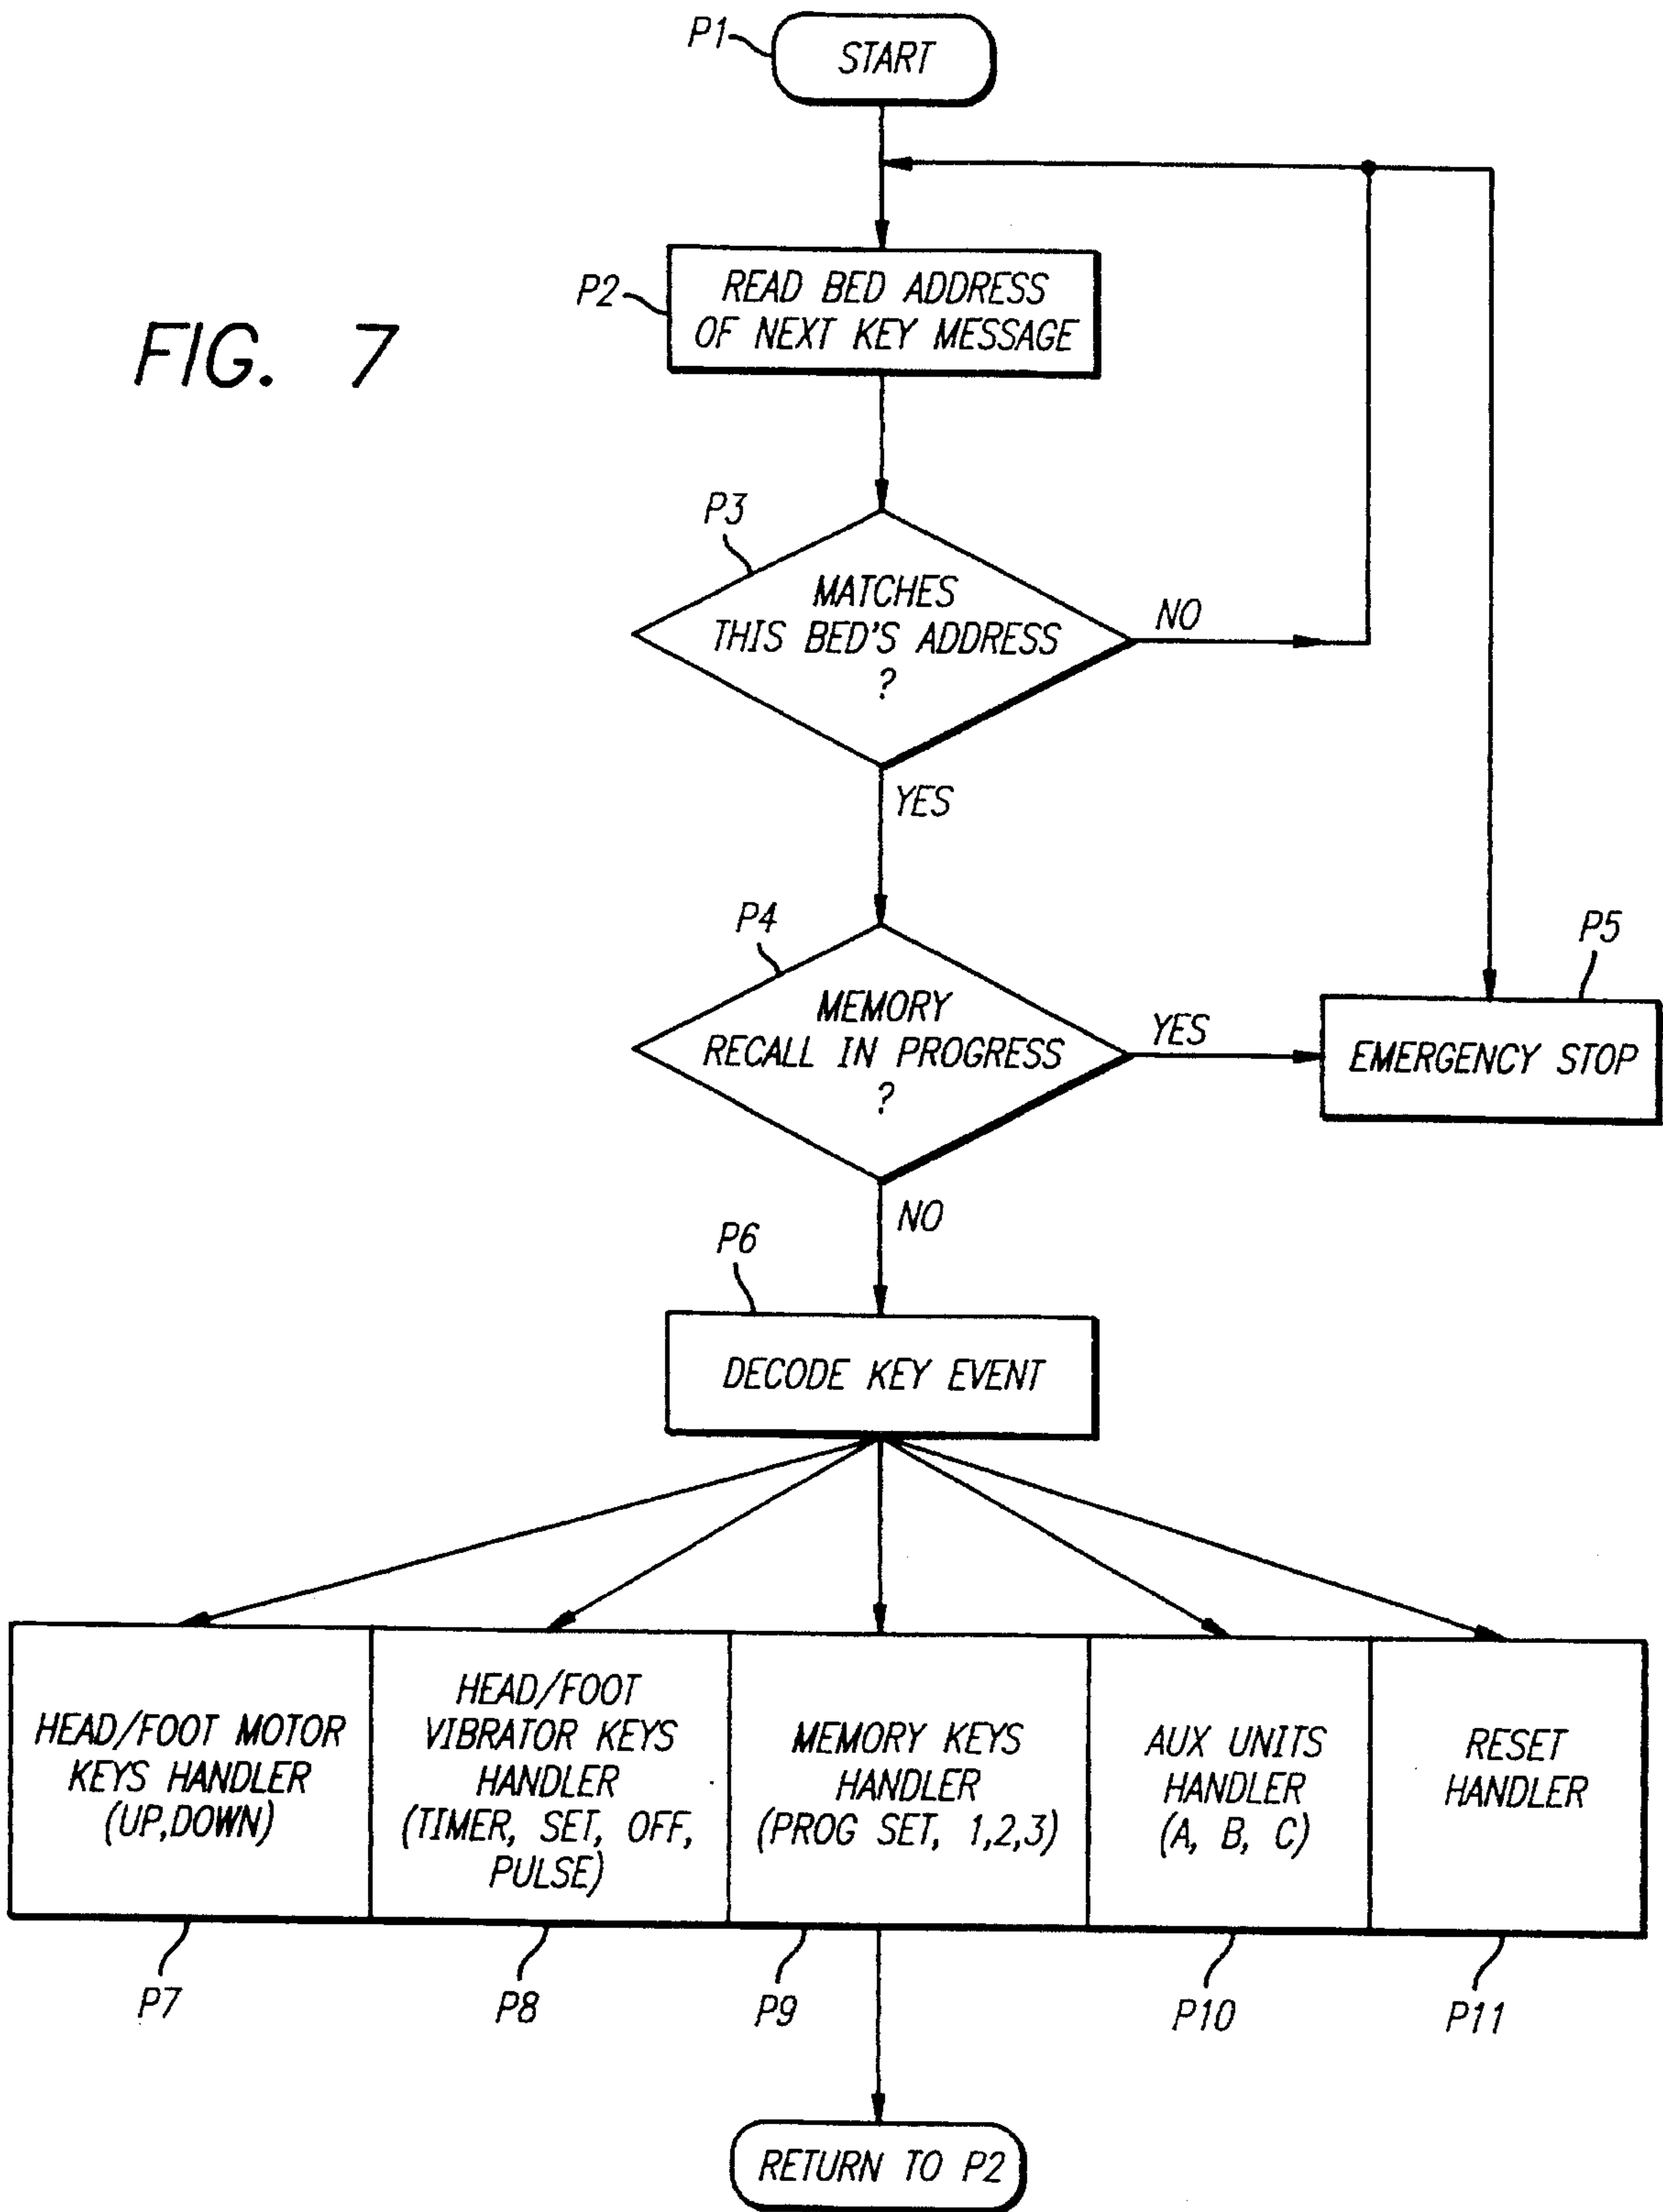 P1
START
P2
READ BED ADDRESS
OF NEXT KEY MESSAGE
FIG. 7
P3
MATCHES
THIS BED'S ADDRESS
?
NO
YES
P4
MEMORY
RECALL IN PROGRESS
?
YES
P5
EMERGENCY STOP
NO
P6
DECODE KEY EVENT
HEAD/FOOT MOTOR
KEYS HANDLER
(UP,DOWN)
HEAD/FOOT
VIBRATOR KEYS
HANDLER
(TIMER, SET, OFF,
PULSE)
MEMORY KEYS
HANDLER
(PROG SET, 1,2,3)
AUX UNITS
HANDLER
(A, B, C)
RESET
HANDLER
P7
P8
P9
P10
P11
RETURN TO P2